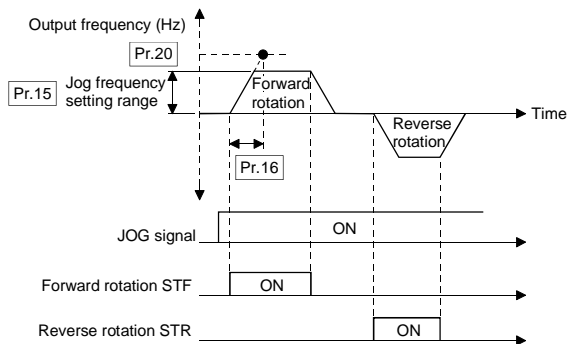 Output frequency (Hz)
Pr.20
Pr.15
Jog frequency
setting range
Forward
rotation
Time
Reverse
rotation
Pr.16
JOG signal
ON
Forward rotation STF
ON
Reverse rotation STR
ON